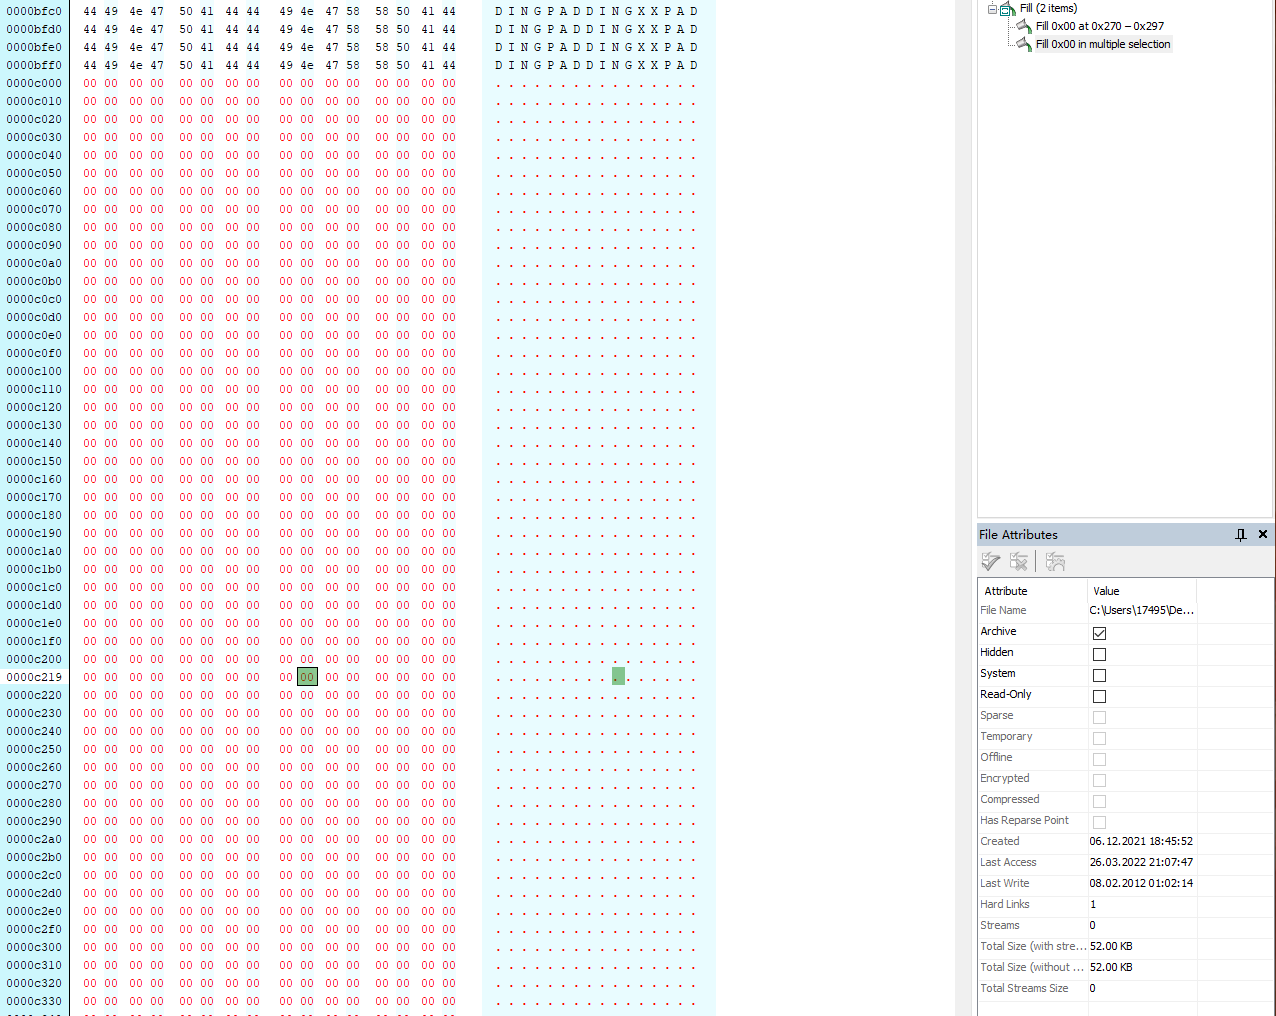 0000bfc0 44 49 4e 47 50 41 44 44 49 4e 47 58 58 50 41 44 DINGPADDINGXXPAD
0000bfd0 44 49 4e 47 50 41 44 44 49 4e 47 58 58 50 41 44 DINGPADDINGXXPAD
0000bfe0 44 49 4e 47 50 41 44 44 49 4e 47 58 58 50 41 44 DINGPADDINGXXPAD
0000bff0 44 49 4e 47 50 41 44 44 49 4e 47 58 58 50 41 44 DINGPADDINGXXPAD
0000c000 00 00 00 00 00 00 00 00 00 00 00 00 00 00 00 00 ................
0000c010 00 00 00 00 00 00 00 00 00 00 00 00 00 00 00 00 ................
0000c020 00 00 00 00 00 00 00 00 00 00 00 00 00 00 00 00 ................
0000c030 00 00 00 00 00 00 00 00 00 00 00 00 00 00 00 00 ................
0000c040 00 00 00 00 00 00 00 00 00 00 00 00 00 00 00 00 ................
0000c050 00 00 00 00 00 00 00 00 00 00 00 00 00 00 00 00 ................
0000c060 00 00 00 00 00 00 00 00 00 00 00 00 00 00 00 00 ................
0000c070 00 00 00 00 00 00 00 00 00 00 00 00 00 00 00 00 ................
0000c080 00 00 00 00 00 00 00 00 00 00 00 00 00 00 00 00 ................
0000c090 00 00 00 00 00 00 00 00 00 00 00 00 00 00 00 00 ................
0000c0a0 00 00 00 00 00 00 00 00 00 00 00 00 00 00 00 00 ................
0000c0b0 00 00 00 00 00 00 00 00 00 00 00 00 00 00 00 00 ................
0000c0c0 00 00 00 00 00 00 00 00 00 00 00 00 00 00 00 00 ................
0000c0d0 00 00 00 00 00 00 00 00 00 00 00 00 00 00 00 00 ................
0000c0e0 00 00 00 00 00 00 00 00 00 00 00 00 00 00 00 00 ................
0000c0f0 00 00 00 00 00 00 00 00 00 00 00 00 00 00 00 00 ................
0000c100 00 00 00 00 00 00 00 00 00 00 00 00 00 00 00 00 ................
0000c110 00 00 00 00 00 00 00 00 00 00 00 00 00 00 00 00 ................
0000c120 00 00 00 00 00 00 00 00 00 00 00 00 00 00 00 00 ................
0000c130 00 00 00 00 00 00 00 00 00 00 00 00 00 00 00 00 ................
0000c140 00 00 00 00 00 00 00 00 00 00 00 00 00 00 00 00 ................
0000c150 00 00 00 00 00 00 00 00 00 00 00 00 00 00 00 00 ................
0000c160 00 00 00 00 00 00 00 00 00 00 00 00 00 00 00 00 ................
0000c170 00 00 00 00 00 00 00 00 00 00 00 00 00 00 00 00 ................
0000c180 00 00 00 00 00 00 00 00 00 00 00 00 00 00 00 00 ................
0000c190 00 00 00 00 00 00 00 00 00 00 00 00 00 00 00 00 ................
0000c1a0 00 00 00 00 00 00 00 00 00 00 00 00 00 00 00 00 ................
0000c1b0 00 00 00 00 00 00 00 00 00 00 00 00 00 00 00 00 ................
0000c1c0 00 00 00 00 00 00 00 00 00 00 00 00 00 00 00 00 ................
0000c1d0 00 00 00 00 00 00 00 00 00 00 00 00 00 00 00 00 ................
0000c1e0 00 00 00 00 00 00 00 00 00 00 00 00 00 00 00 00 ................
0000c1f0 00 00 00 00 00 00 00 00 00 00 00 00 00 00 00 00 ................
0000c200 00 00 00 00 00 00 00 00 00 00 00 00 00 00 00 00 ................
0000c219 00 00 00 00 00 00 00 00 00 00 00 00 00 00 00 00 ................
0000c220 00 00 00 00 00 00 00 00 00 00 00 00 00 00 00 00 ................
0000c230 00 00 00 00 00 00 00 00 00 00 00 00 00 00 00 00 ................
0000c240 00 00 00 00 00 00 00 00 00 00 00 00 00 00 00 00 ................
0000c250 00 00 00 00 00 00 00 00 00 00 00 00 00 00 00 00 ................
0000c260 00 00 00 00 00 00 00 00 00 00 00 00 00 00 00 00 ................
0000c270 00 00 00 00 00 00 00 00 00 00 00 00 00 00 00 00 ................
0000c280 00 00 00 00 00 00 00 00 00 00 00 00 00 00 00 00 ................
0000c290 00 00 00 00 00 00 00 00 00 00 00 00 00 00 00 00 ................
0000c2a0 00 00 00 00 00 00 00 00 00 00 00 00 00 00 00 00 ................
0000c2b0 00 00 00 00 00 00 00 00 00 00 00 00 00 00 00 00 ................
0000c2c0 00 00 00 00 00 00 00 00 00 00 00 00 00 00 00 00 ................
0000c2d0 00 00 00 00 00 00 00 00 00 00 00 00 00 00 00 00 ................
0000c2e0 00 00 00 00 00 00 00 00 00 00 00 00 00 00 00 00 ................
0000c2f0 00 00 00 00 00 00 00 00 00 00 00 00 00 00 00 00 ................
0000c300 00 00 00 00 00 00 00 00 00 00 00 00 00 00 00 00 ................
0000c310 00 00 00 00 00 00 00 00 00 00 00 00 00 00 00 00 ................
0000c320 00 00 00 00 00 00 00 00 00 00 00 00 00 00 00 00 ................
0000c330 00 00 00 00 00 00 00 00 00 00 00 00 00 00 00 00 ................
Fill (2 items)
Fill 0x00 at 0x270 – 0x297
Fill 0x00 in multiple selection
File Attributes
Attribute Value
File Name C:\Users\17495\De...
Archive
Hidden
System
Read-Only
Sparse
Temporary
Offline
Encrypted
Compressed
Has Reparse Point
Created 06.12.2021 18:45:52
Last Access 26.03.2022 21:07:47
Last Write 08.02.2012 01:02:14
Hard Links 1
Streams 0
Total Size (with stre... 52.00 KB
Total Size (without ... 52.00 KB
Total Streams Size 0